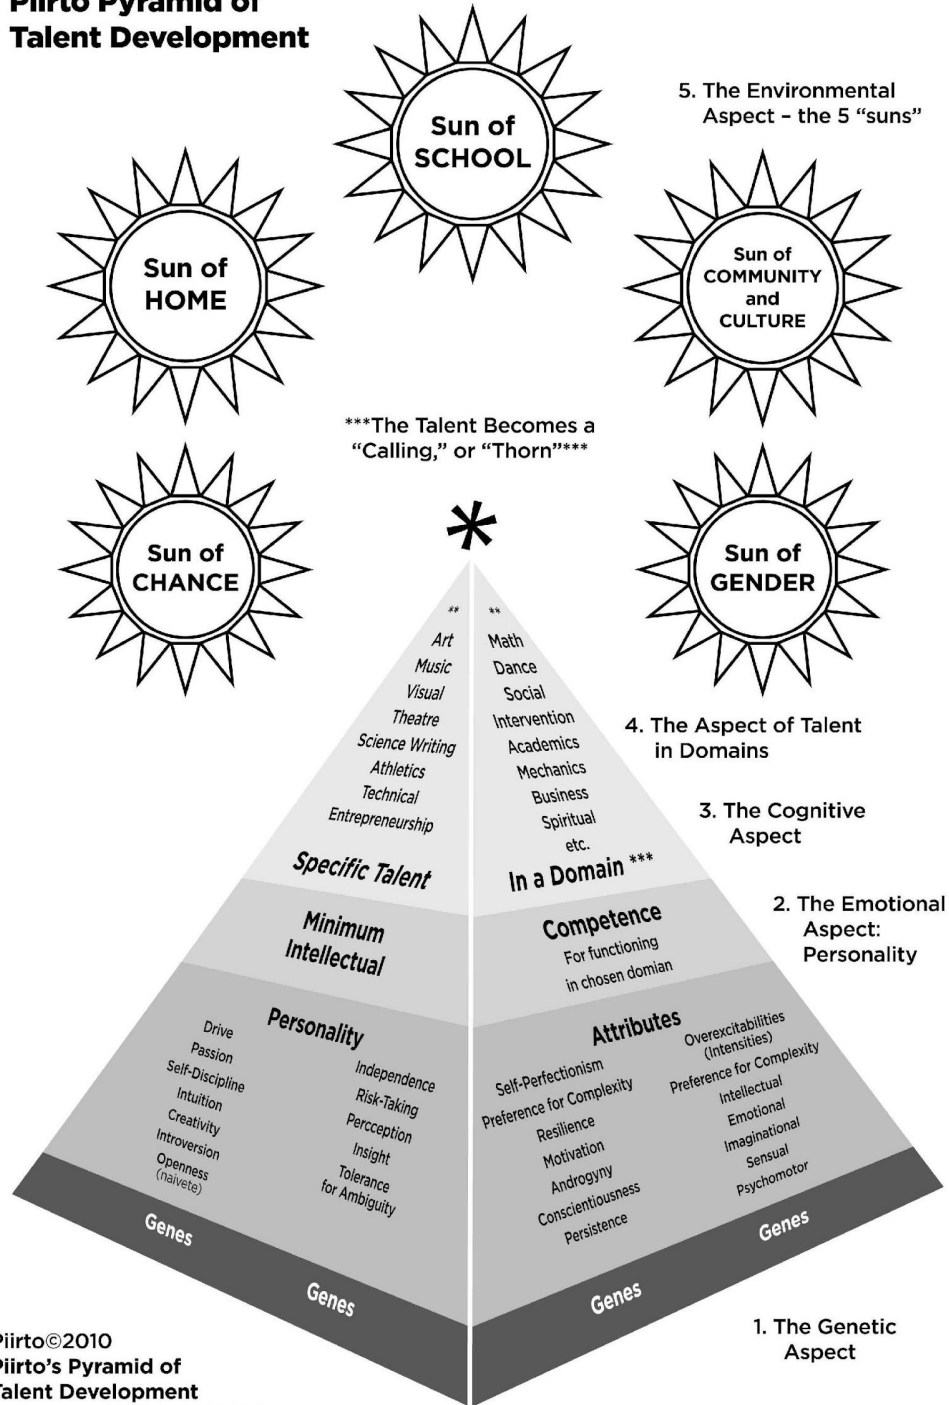 Piirto Pyramid of
Talent Development
Sun of
SCHOOL
5. The Environmental
Aspect – the 5 “suns”
Sun of
HOME
Sun of
COMMUNITY
and
CULTURE
***The Talent Becomes a
“Calling,” or “Thorn”***
*
Sun of
CHANCE
Sun of
GENDER
**
Art
Music
Visual
Theatre
Science Writing
Athletics
Technical
Entrepreneurship
Specific Talent
**
Math
Dance
Social
Intervention
Academics
Mechanics
Business
Spiritual
etc.
In a Domain ***
4. The Aspect of Talent
in Domains
3. The Cognitive
Aspect
2. The Emotional
Aspect:
Personality
Minimum
Intellectual
Competence
For functioning
in chosen domian
Personality
Drive
Passion
Self-Discipline
Intuition
Creativity
Introversion
Openness
(naivete)
Independence
Risk-Taking
Percception
Insight
Tolerance
for Ambiguity
Attributes
Self-Perfectionism
Preference for Complexity
Resilience
Motivation
Androgyny
Conscientiousness
Persistence
Overexcitabilities
(Intensities)
Preference for Complexity
Intellectual
Emotional
Imaginational
Sensual
Psychomotor
Genes
Genes
Genes
Genes
1. The Genetic
Aspect
Piirto©2010
Piirto’s Pyramid of
Talent Development